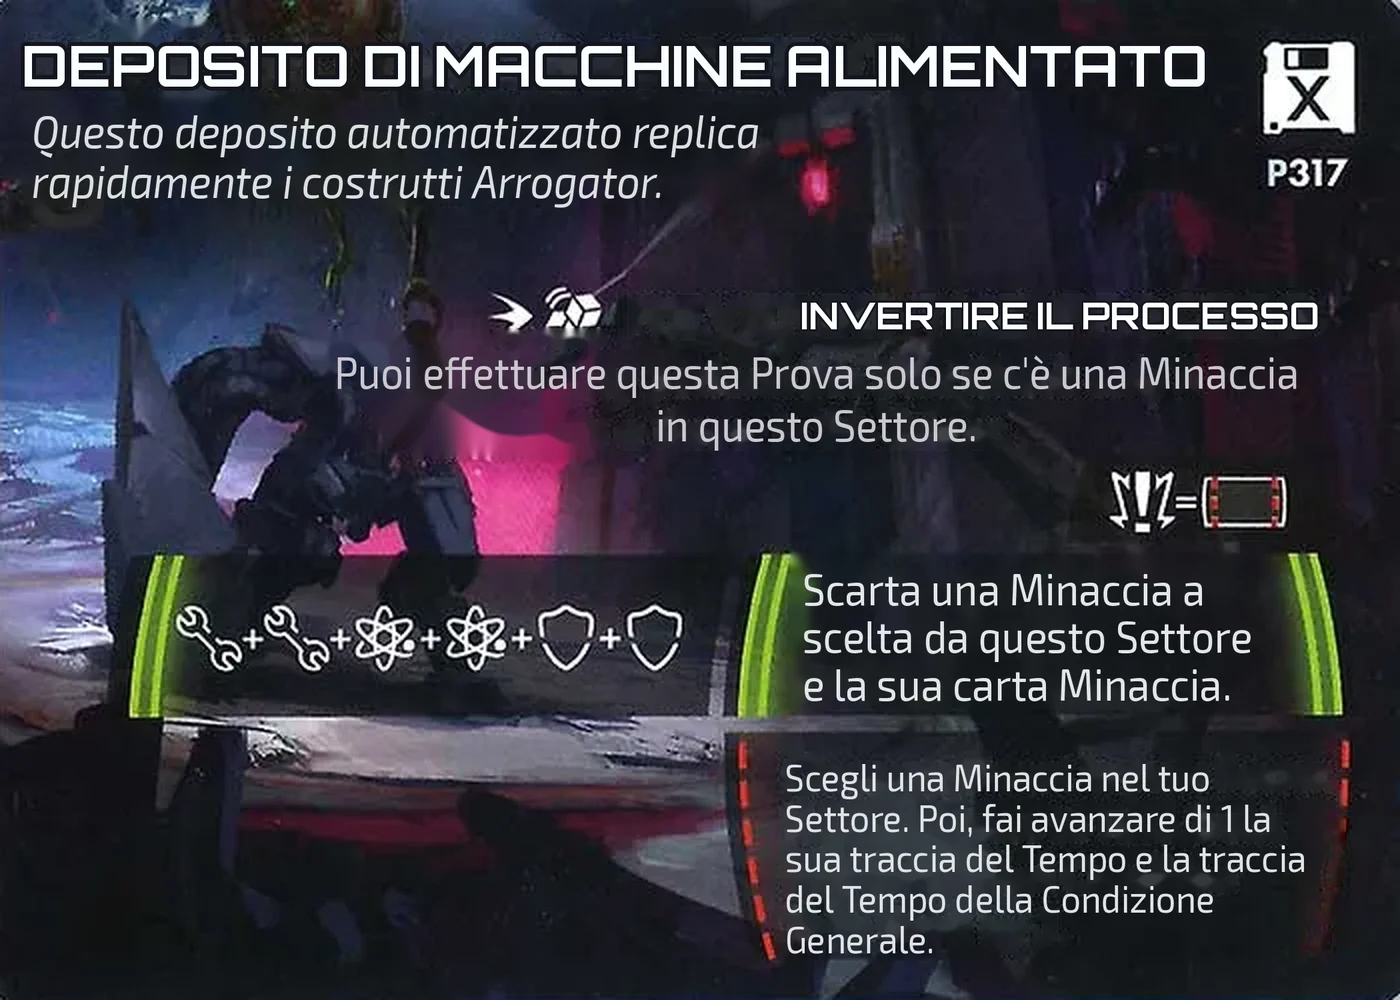 DEPOSITO DI MACCHINE ALIMENTATO
X
P317
Questo deposito automatizzato replica
rapidamente i costrutti Arrogator.
INVERTIRE IL PROCESSO
Puoi effettuare questa Prova solo se c'è una Minaccia
in questo Settore.
! =
+ + + + +
Scarta una Minaccia a
scelta da questo Settore
e la sua carta Minaccia.
Scegli una Minaccia nel tuo
Settore. Poi, fai avanzare di 1 la
sua traccia del Tempo e la traccia
del Tempo della Condizione
Generale.